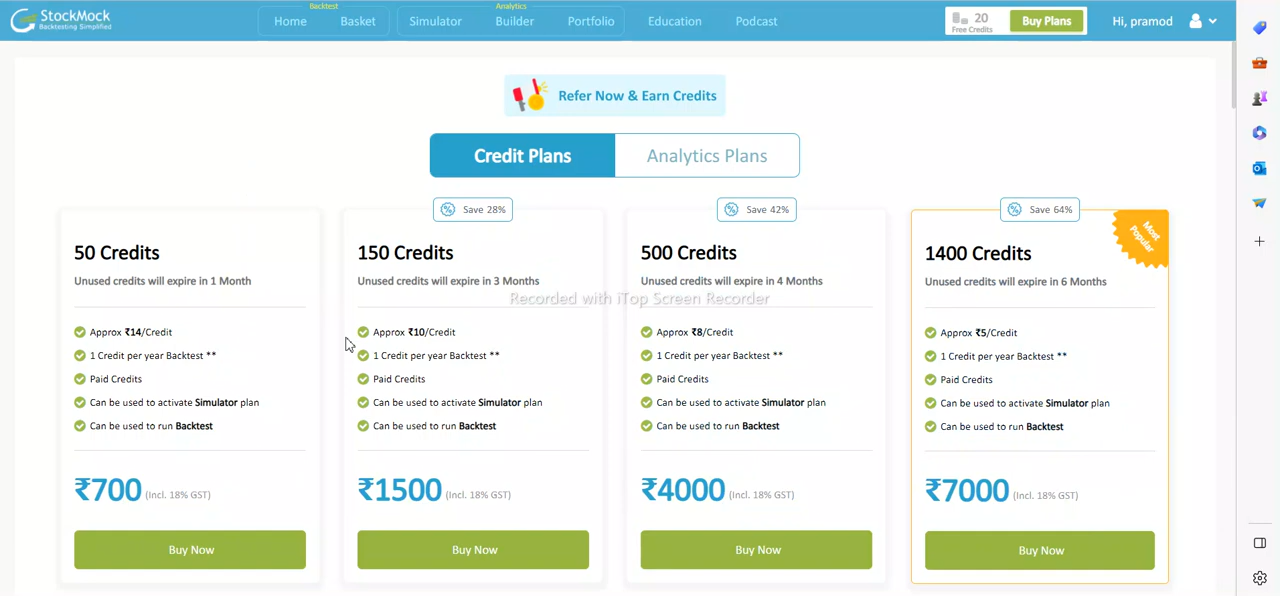 StockMock
Backtesting Simplified
Backtest
Home
Basket
Simulator
Analytics
Builder
Portfolio
Education
Podcast
20
Free Credits
Buy Plans
Hi, pramod
Refer Now & Earn Credits
Credit Plans
Analytics Plans
50 Credits
Unused credits will expire in 1 Month
Approx ₹14/Credit
1 Credit per year Backtest **
Paid Credits
Can be used to activate Simulator plan
Can be used to run Backtest
₹700 (Incl. 18% GST)
Buy Now
Save 28%
150 Credits
Unused credits will expire in 3 Months
Approx ₹10/Credit
1 Credit per year Backtest **
Paid Credits
Can be used to activate Simulator plan
Can be used to run Backtest
₹1500 (Incl. 18% GST)
Buy Now
Save 42%
500 Credits
Unused credits will expire in 4 Months
Approx ₹8/Credit
1 Credit per year Backtest **
Paid Credits
Can be used to activate Simulator plan
Can be used to run Backtest
₹4000 (Incl. 18% GST)
Buy Now
Save 64%
Most
Popular
1400 Credits
Unused credits will expire in 6 Months
Approx ₹5/Credit
1 Credit per year Backtest **
Paid Credits
Can be used to activate Simulator plan
Can be used to run Backtest
₹7000 (Incl. 18% GST)
Buy Now
Recorded with iTop Screen Recorder